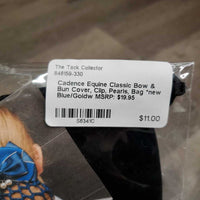 The Tack Collector
848159-330
Cadence Equine Classic Bow &
Bun Cover, Clip, Pearls, Bag *new
Blue/Goldw MSRP: $19.95
S8341C
$11.00